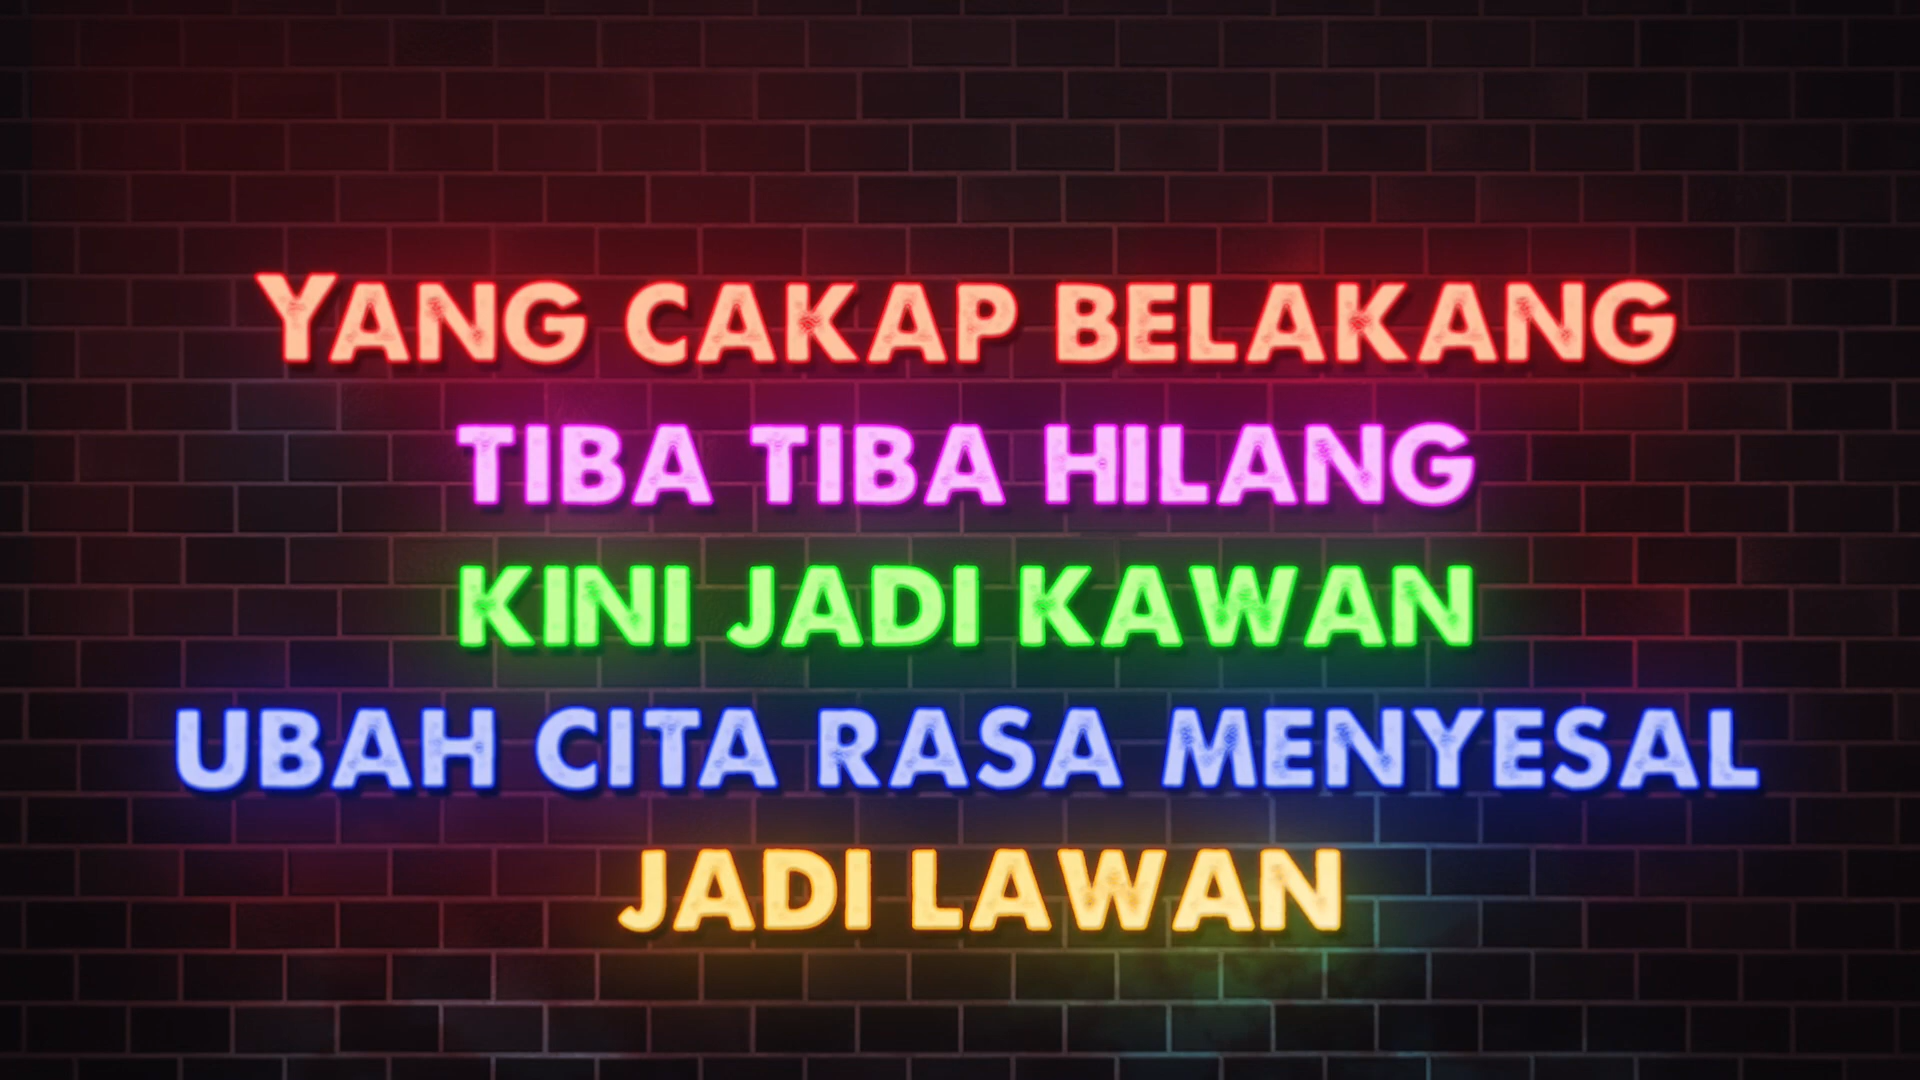 YANG CAKAP BELAKANG
TIBA TIBA HILANG
KINI JADI KAWAN
UBAH CITA RASA MENYESAL
JADI LAWAN